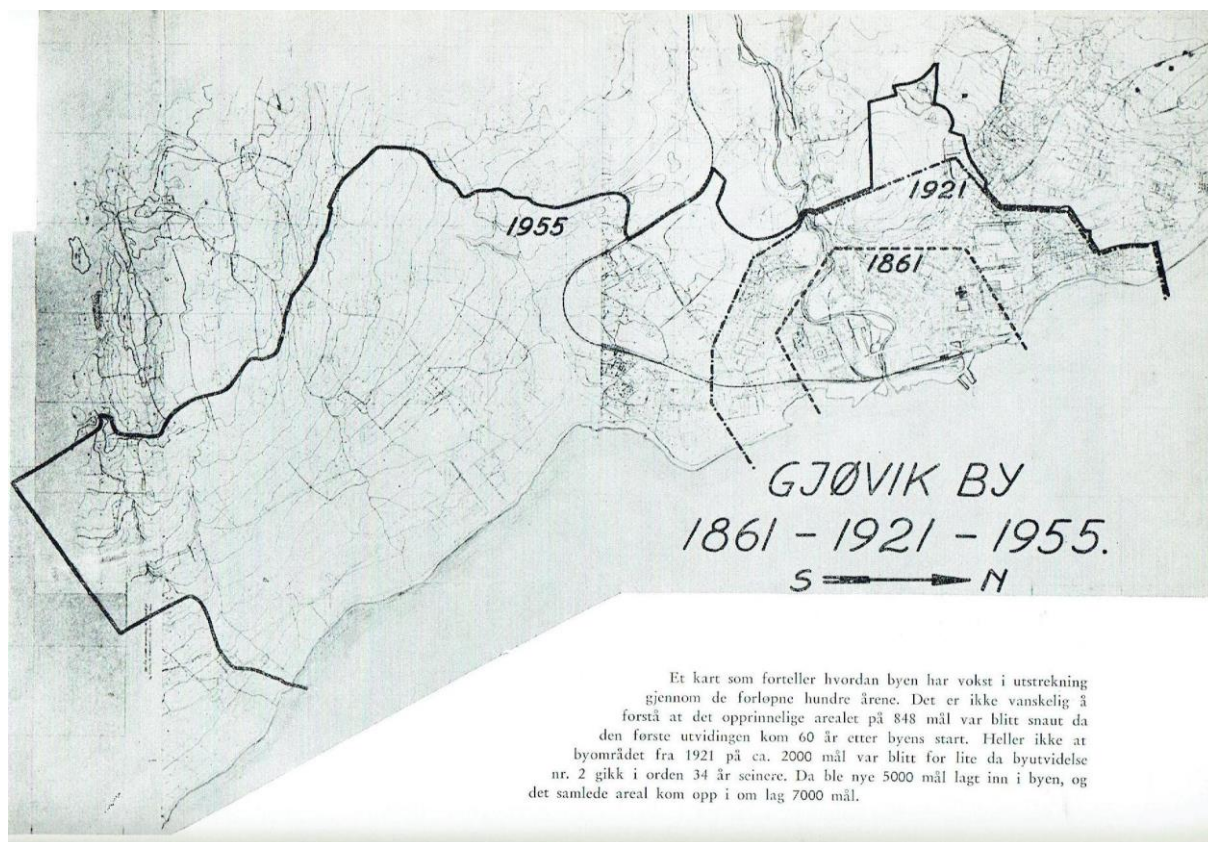 1955
1921
1861
GJØVIK BY
1861 – 1921 – 1955.
S N
Et kart som forteller hvordan byen har vokst i utstrekning
gjennom de forløpne hundre årene. Det er ikke vanskelig å
forstå at det opprinnelige arealet på 848 mål var blitt snaut da
den første utvidingen kom 60 år etter byens start. Heller ikke at
byområdet fra 1921 på ca. 2000 mål var blitt for lite da byutvidelse
nr. 2 gikk i orden 34 år seinere. Da ble nye 5000 mål lagt inn i byen, og
det samlede areal kom opp i om lag 7000 mål.